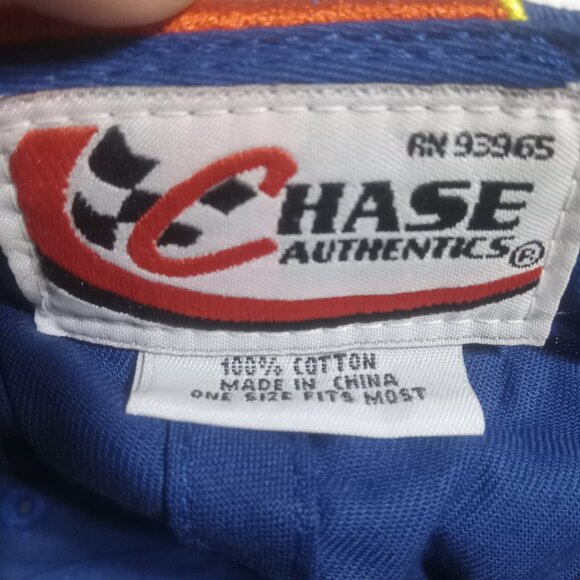 RN 93965
CHASE
AUTHENTICS®
100% COTTON
MADE IN CHINA
ONE SIZE FITS MOST